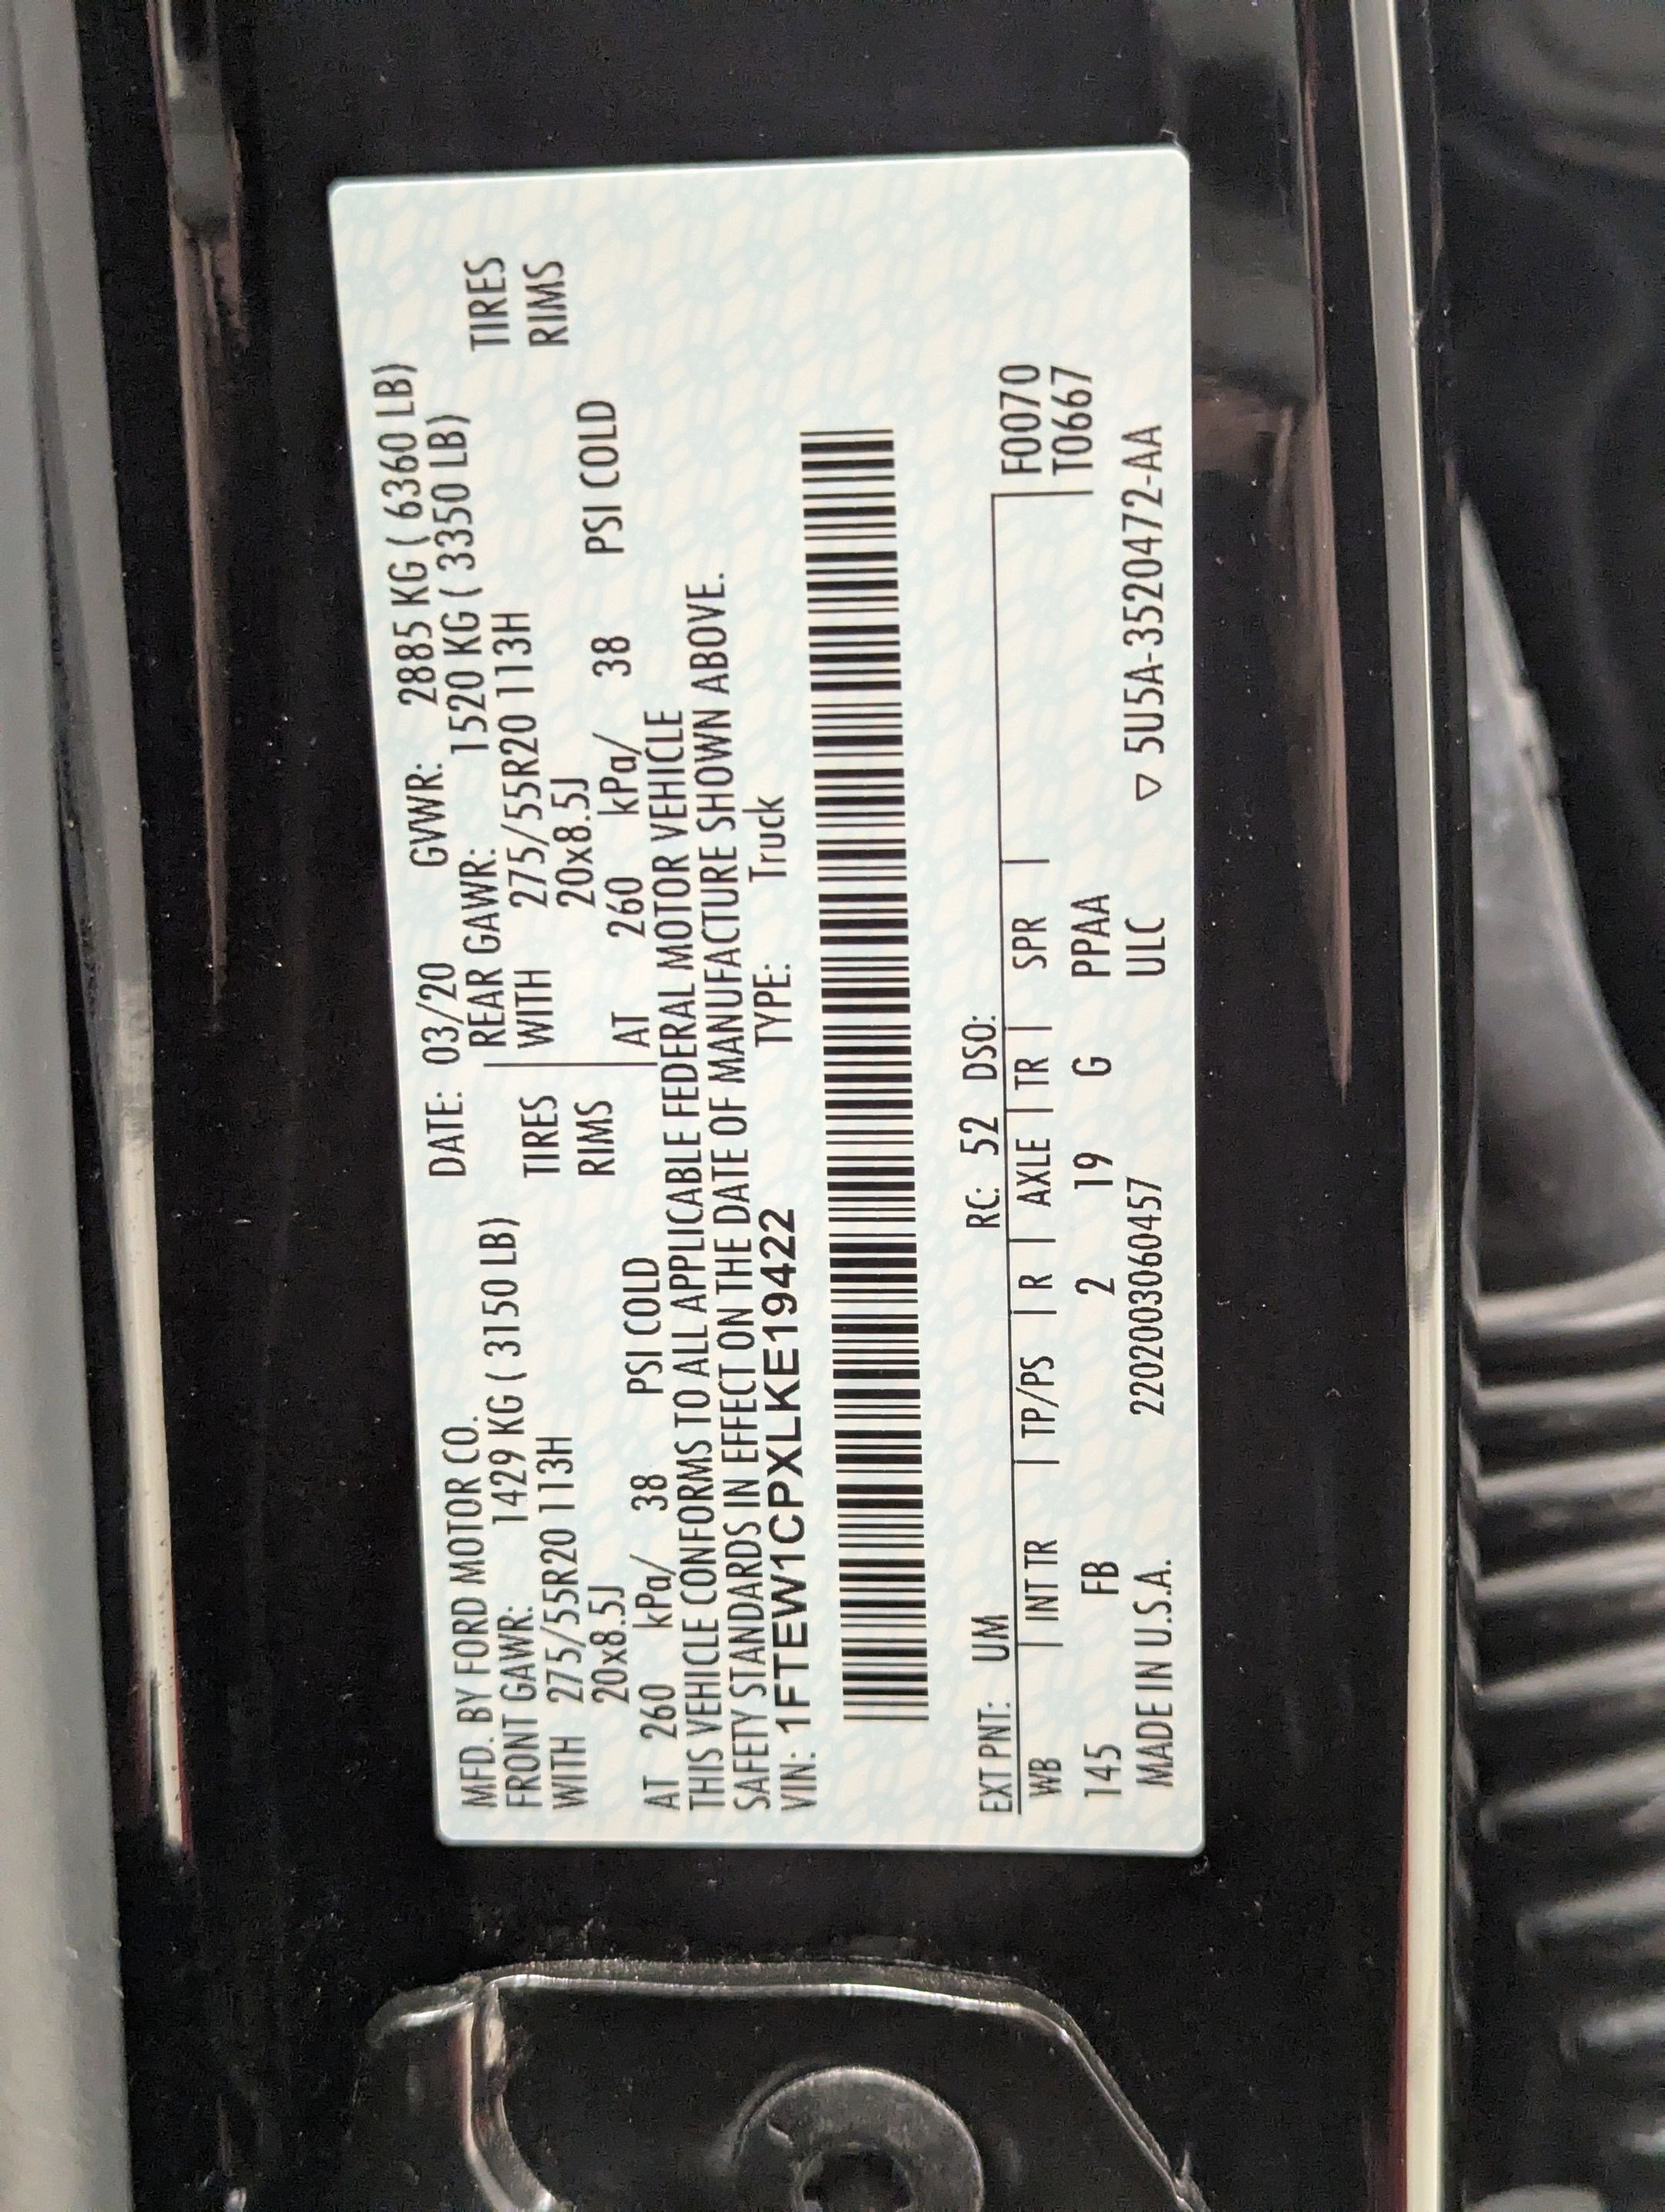 MFD. BY FORD MOTOR CO. DATE: 03/20 GVWR: 2885 KG ( 6360 LB)
FRONT GAWR: 1429 KG ( 3150 LB) REAR GAWR: 1520 KG ( 3350 LB)
WITH 275/55R20 113H TIRES WITH 275/55R20 113H TIRES
20x8.5J RIMS 20x8.5J RIMS
AT 260 kPa/ 38 PSI COLD AT 260 kPa/ 38 PSI COLD
THIS VEHICLE CONFORMS TO ALL APPLICABLE FEDERAL MOTOR VEHICLE
SAFETY STANDARDS IN EFFECT ON THE DATE OF MANUFACTURE SHOWN ABOVE.
VIN: 1FTEW1CPXLKE19422 TYPE: Truck
EXT PNT: UM RC: 52 DSO:
WB | INT TR | TP/PS | R | AXLE | TR | SPR | F0070
145 FB 2 19 G PPAA T0667
MADE IN U.S.A. 2202003060457 ULC ▽ 5U5A-3520472-AA